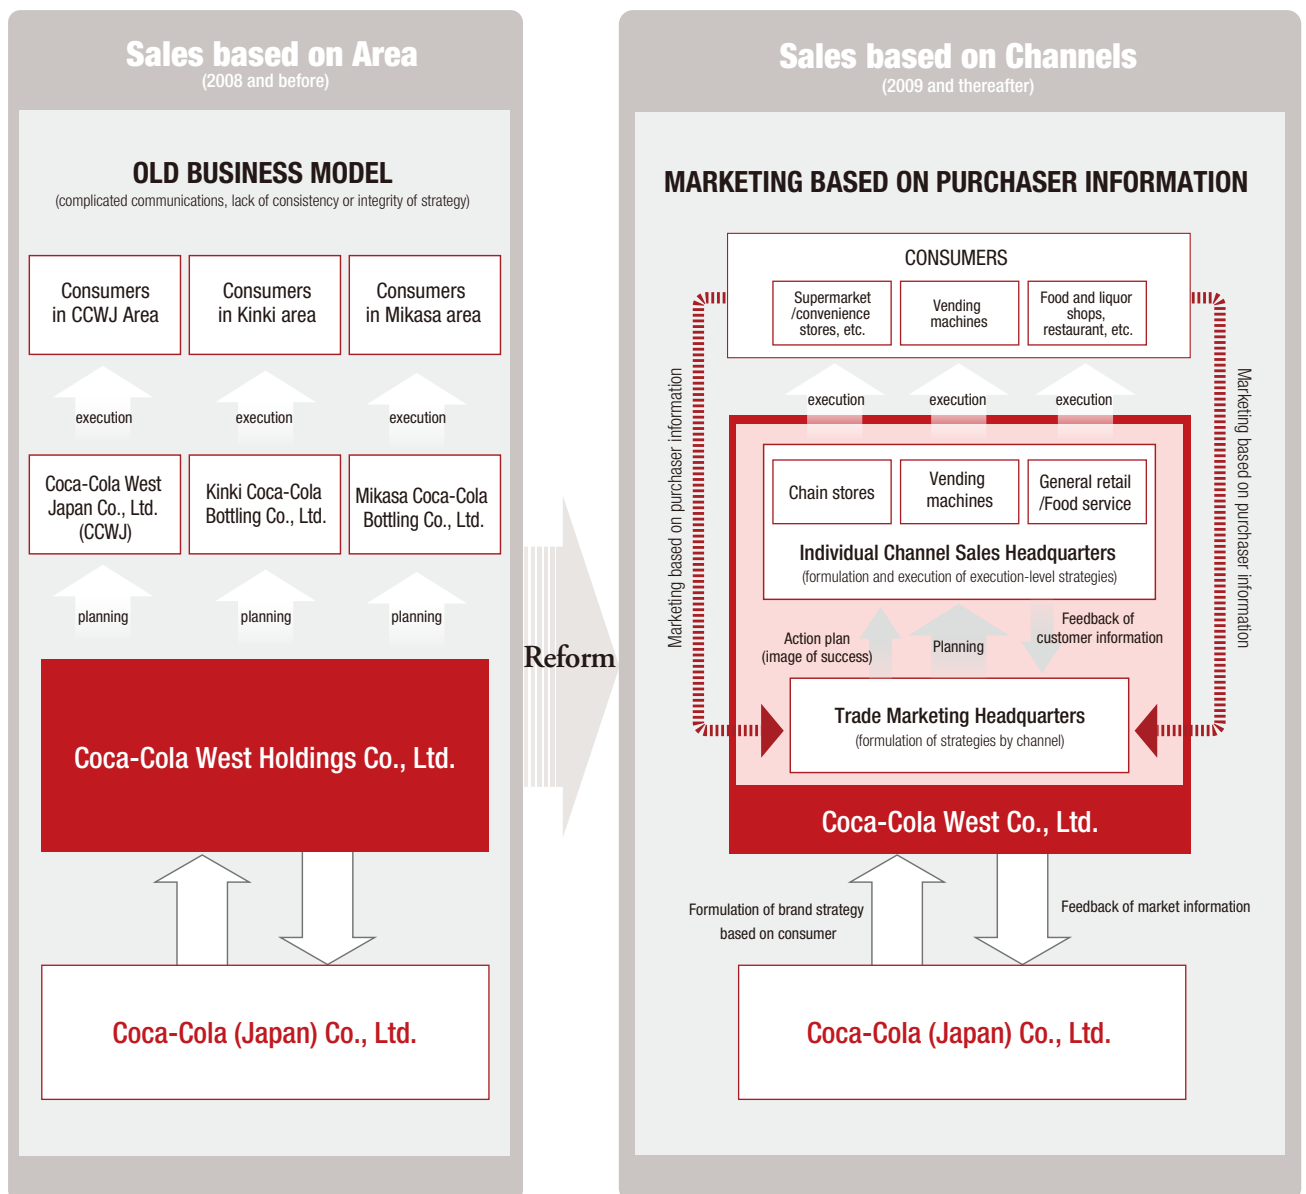 Sales based on Area
(2008 and before)
OLD BUSINESS MODEL
(complicated communications, lack of consistency or integrity of strategy)
Consumers
in CCWJ Area
Consumers
in Kinki area
Consumers
in Mikasa area
execution
execution
execution
Coca-Cola West
Japan Co., Ltd.
(CCWJ)
Kinki Coca-Cola
Bottling Co., Ltd.
Mikasa Coca-Cola
Bottling Co., Ltd.
planning
planning
planning
Coca-Cola West Holdings Co., Ltd.
Coca-Cola (Japan) Co., Ltd.
Reform
Sales based on Channels
(2009 and thereafter)
MARKETING BASED ON PURCHASER INFORMATION
CONSUMERS
Supermarket
/convenience
stores, etc.
Vending
machines
Food and liquor
shops,
restaurant, etc.
execution
execution
execution
Marketing based on purchaser information
Marketing based on purchaser information
Chain stores
Vending
machines
General retail
/Food service
Individual Channel Sales Headquarters
(formulation and execution of execution-level strategies)
Action plan
(image of success)
Planning
Feedback of
customer information
Trade Marketing Headquarters
(formulation of strategies by channel)
Coca-Cola West Co., Ltd.
Formulation of brand strategy
based on consumer
Feedback of market information
Coca-Cola (Japan) Co., Ltd.